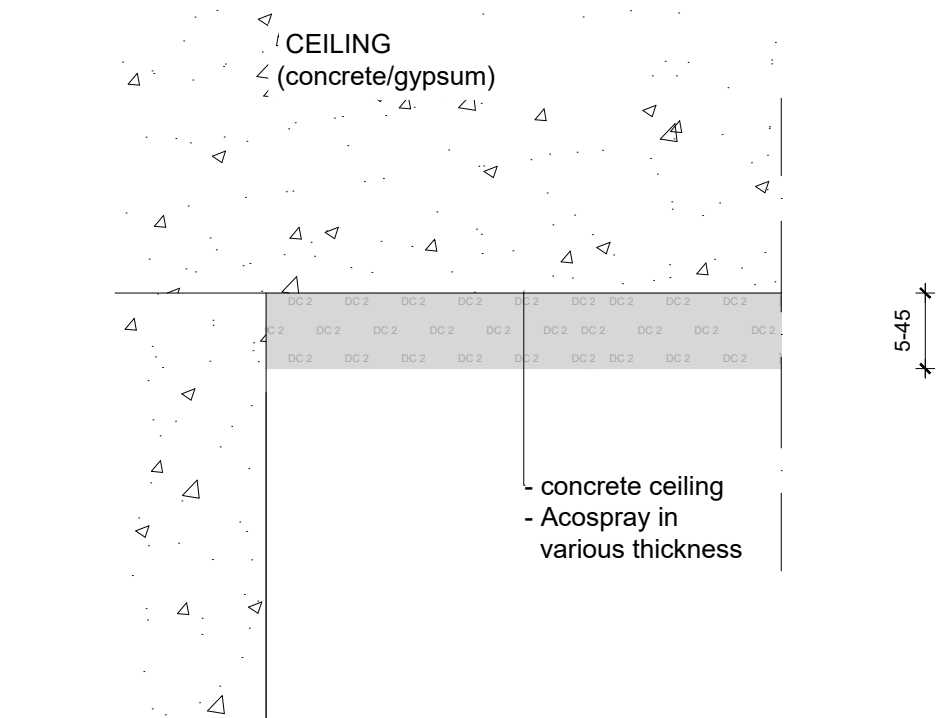 CEILING
(concrete/gypsum)
DC 2 DC 2 DC 2 DC 2 DC 2 DC 2 DC 2 DC 2 DC 2
C 2 DC 2 DC 2 DC 2 DC 2 DC 2 DC 2 DC 2 DC 2 DC 2
DC 2 DC 2 DC 2 DC 2 DC 2 DC 2 DC 2 DC 2 DC 2
5-45
- concrete ceiling
- Acospray in
various thickness